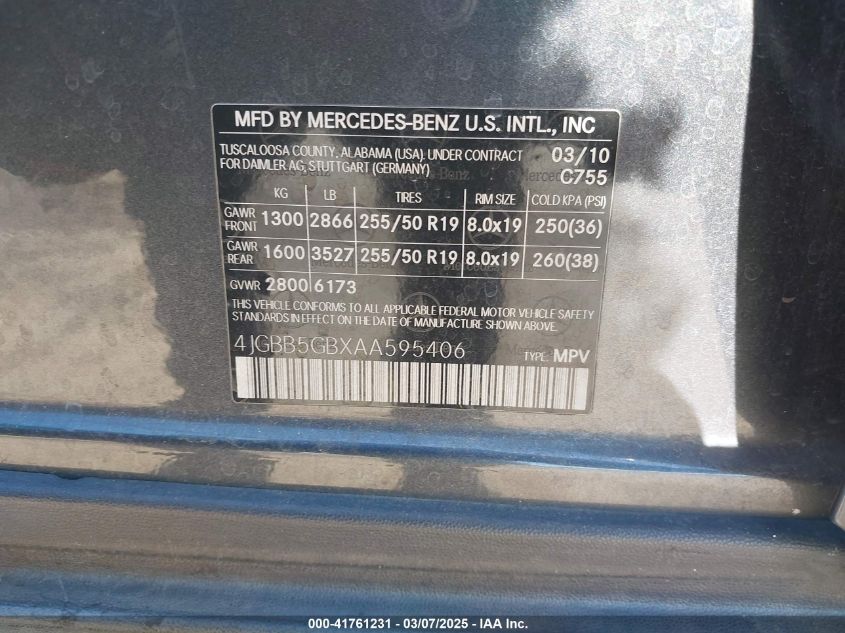 MFD BY MERCEDES-BENZ U.S. INTL., INC
TUSCALOOSA COUNTY, ALABAMA (USA). UNDER CONTRACT 03/10
FOR DAIMLER AG, STUTTGART (GERMANY) C755
KG LB TIRES RIM SIZE COLD KPA (PSI)
GAWR FRONT 1300 2866 255/50 R19 8.0x19 250(36)
GAWR REAR 1600 3527 255/50 R19 8.0x19 260(38)
GVWR 2800 6173
THIS VEHICLE CONFORMS TO ALL APPLICABLE FEDERAL MOTOR VEHICLE SAFETY
STANDARDS IN EFFECT ON THE DATE OF MANUFACTURE SHOWN ABOVE.
4JGBB5GBXAA595406 TYPE: MPV
000-41761231 - 03/07/2025 - IAA Inc.